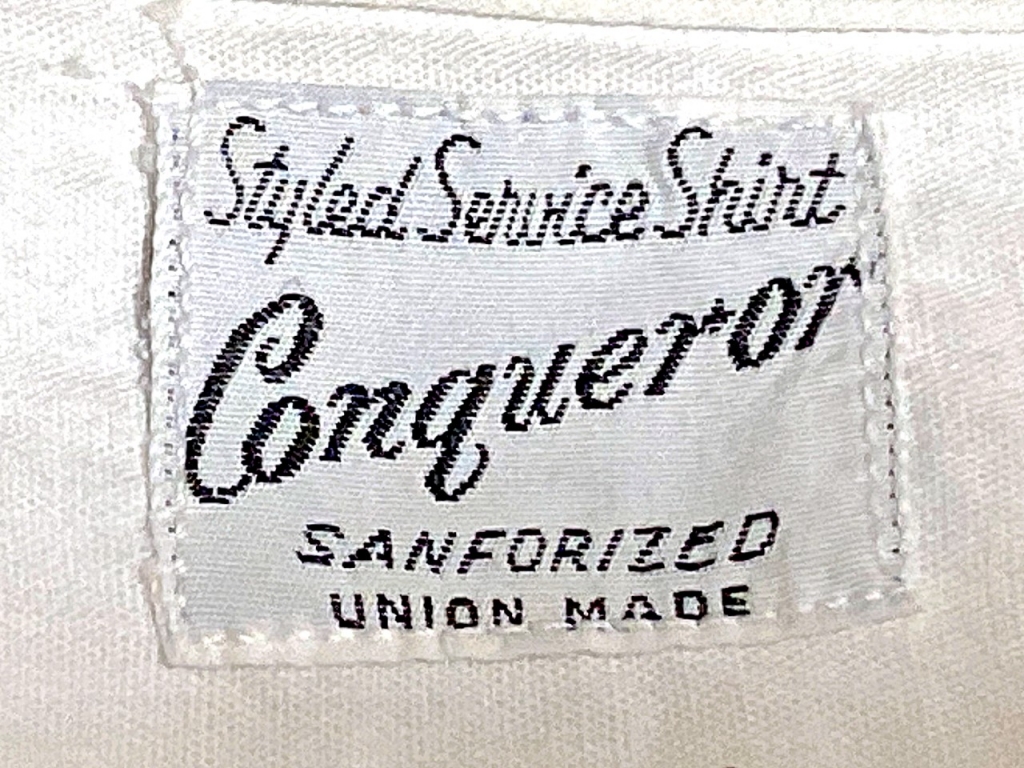 Styled Service Shirt
Conqueror
SANFORIZED
UNION MADE